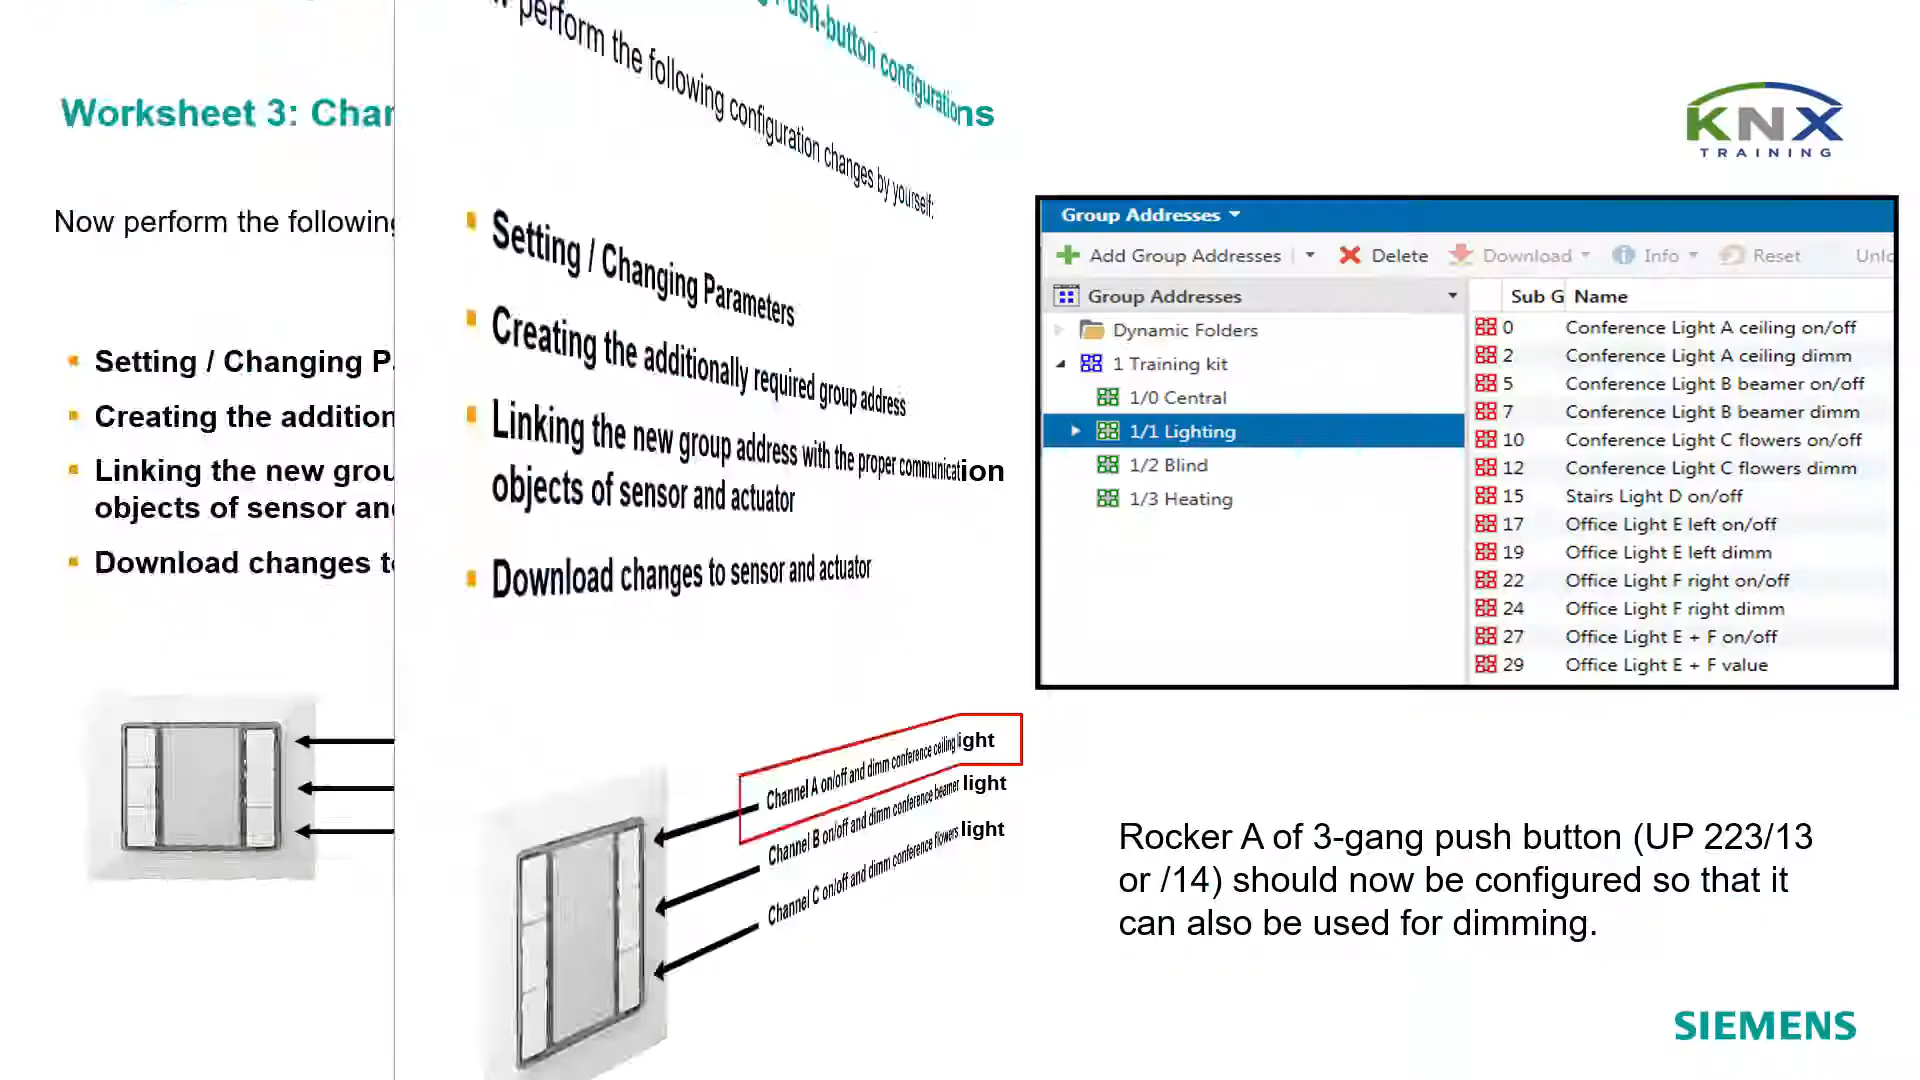 Worksheet 3: Char
Now perform the following
Setting / Changing P
Creating the addition
Linking the new grou
objects of sensor an
Download changes t
push-button configurations
perform the following configuration changes by yourself:
Setting / Changing Parameters
Creating the additionally required group address
Linking the new group address with the proper communication
objects of sensor and actuator
Download changes to sensor and actuator
Channel A on/off and dimm conference ceiling light
Channel B on/off and dimm conference beamer light
Channel C on/off and dimm conference flowers light
KNX
TRAINING
Group Addresses
Add Group Addresses Delete Download Info Reset Unlo
Group Addresses
Dynamic Folders
1 Training kit
1/0 Central
1/1 Lighting
1/2 Blind
1/3 Heating
Sub G Name
0 Conference Light A ceiling on/off
2 Conference Light A ceiling dimm
5 Conference Light B beamer on/off
7 Conference Light B beamer dimm
10 Conference Light C flowers on/off
12 Conference Light C flowers dimm
15 Stairs Light D on/off
17 Office Light E left on/off
19 Office Light E left dimm
22 Office Light F right on/off
24 Office Light F right dimm
27 Office Light E + F on/off
29 Office Light E + F value
Rocker A of 3-gang push button (UP 223/13
or /14) should now be configured so that it
can also be used for dimming.
SIEMENS